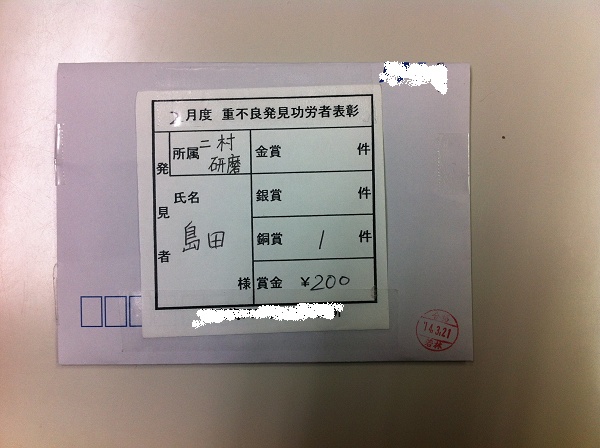 2月度 重不良発見功労者表彰
発見者
所属 二村研磨
氏名
島田
様
金賞 件
銀賞 件
銅賞 1 件
賞金 ¥200
14.3.21